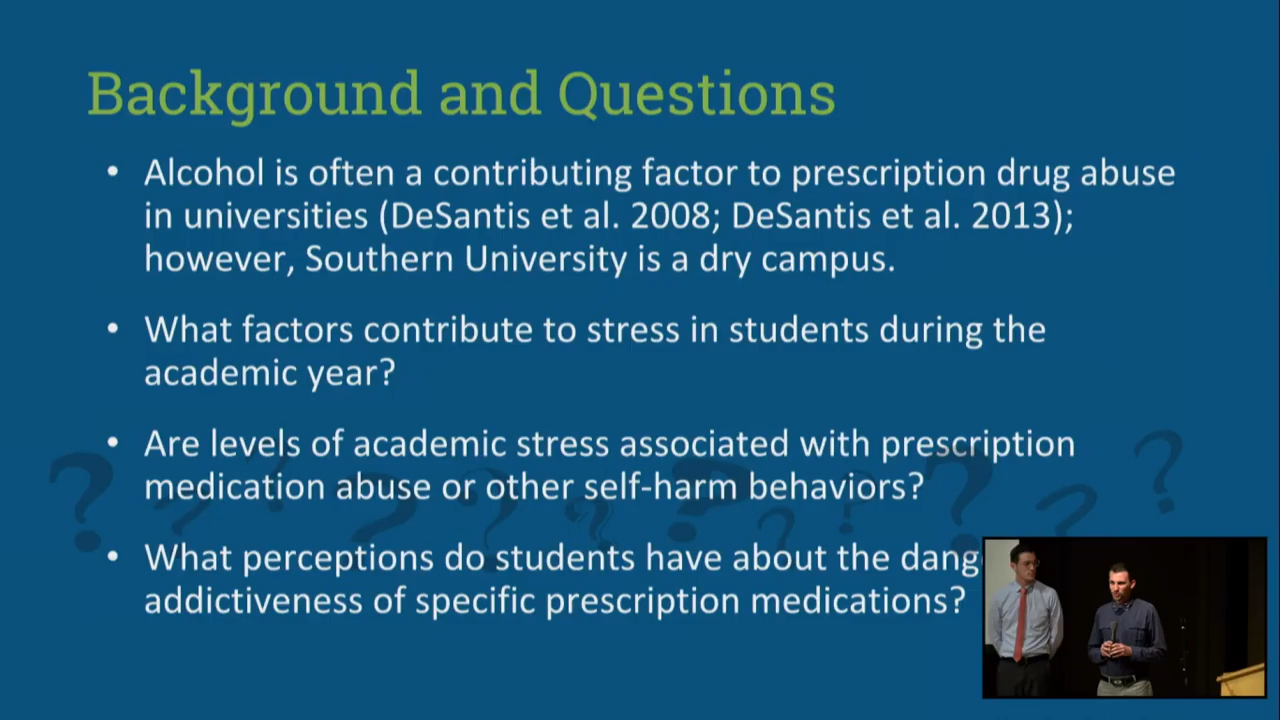 Background and Questions
• Alcohol is often a contributing factor to prescription drug abuse
in universities (DeSantis et al. 2008; DeSantis et al. 2013);
however, Southern University is a dry campus.
• What factors contribute to stress in students during the
academic year?
• Are levels of academic stress associated with prescription
medication abuse or other self-harm behaviors?
• What perceptions do students have about the dang
addictiveness of specific prescription medications?